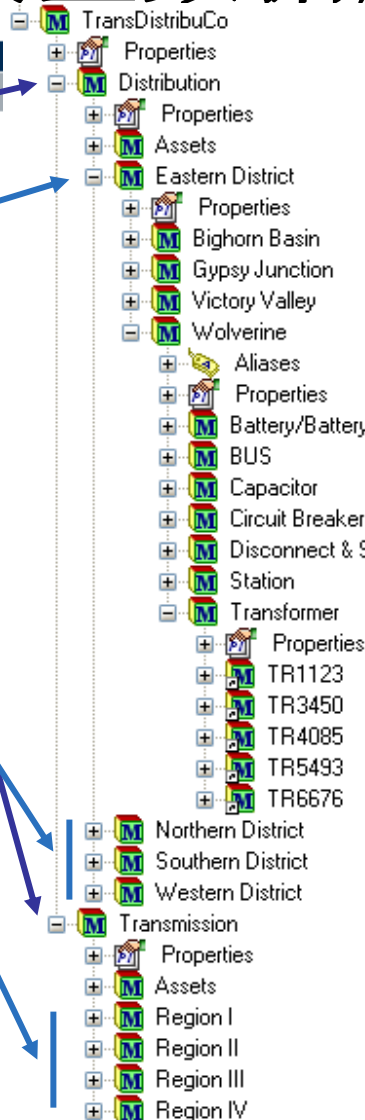 TransDistribuCo
Properties
Distribution
Properties
Assets
Eastern District
Properties
Bighorn Basin
Gypsy Junction
Victory Valley
Wolverine
Aliases
Properties
Battery/Battery
BUS
Capacitor
Circuit Breaker
Disconnect & S
Station
Transformer
Properties
TR1123
TR3450
TR4085
TR5493
TR6676
Northern District
Southern District
Western District
Transmission
Properties
Assets
Region I
Region II
Region III
Region IV